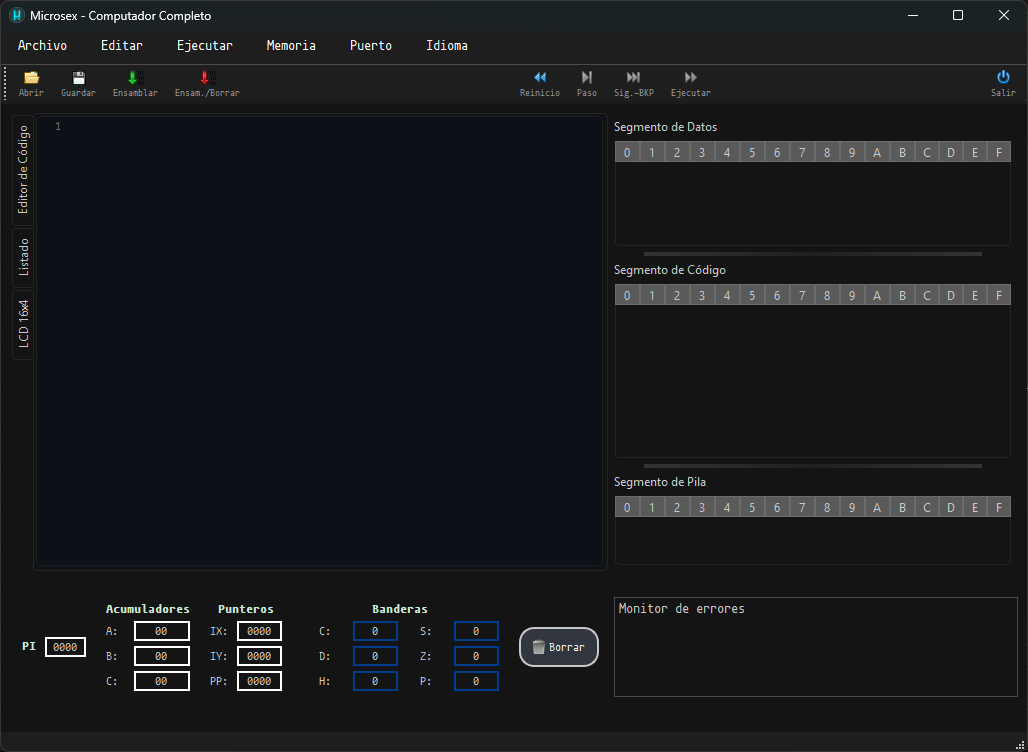 μ Microsex - Computador Completo
Archivo Editar Ejecutar Memoria Puerto Idioma
Abrir Guardar Ensamblar Ensam./Borrar Reinicio Paso Sig.-BKP Ejecutar Salir
Editor de Código
Listado
LCD 16x4
1
Segmento de Datos
0 1 2 3 4 5 6 7 8 9 A B C D E F
Segmento de Código
0 1 2 3 4 5 6 7 8 9 A B C D E F
Segmento de Pila
0 1 2 3 4 5 6 7 8 9 A B C D E F
Acumuladores Punteros Banderas
A: 00 IX: 0000 C: 0 S: 0
PI 0000 B: 00 IY: 0000 D: 0 Z: 0
C: 00 PP: 0000 H: 0 P: 0
Borrar
Monitor de errores